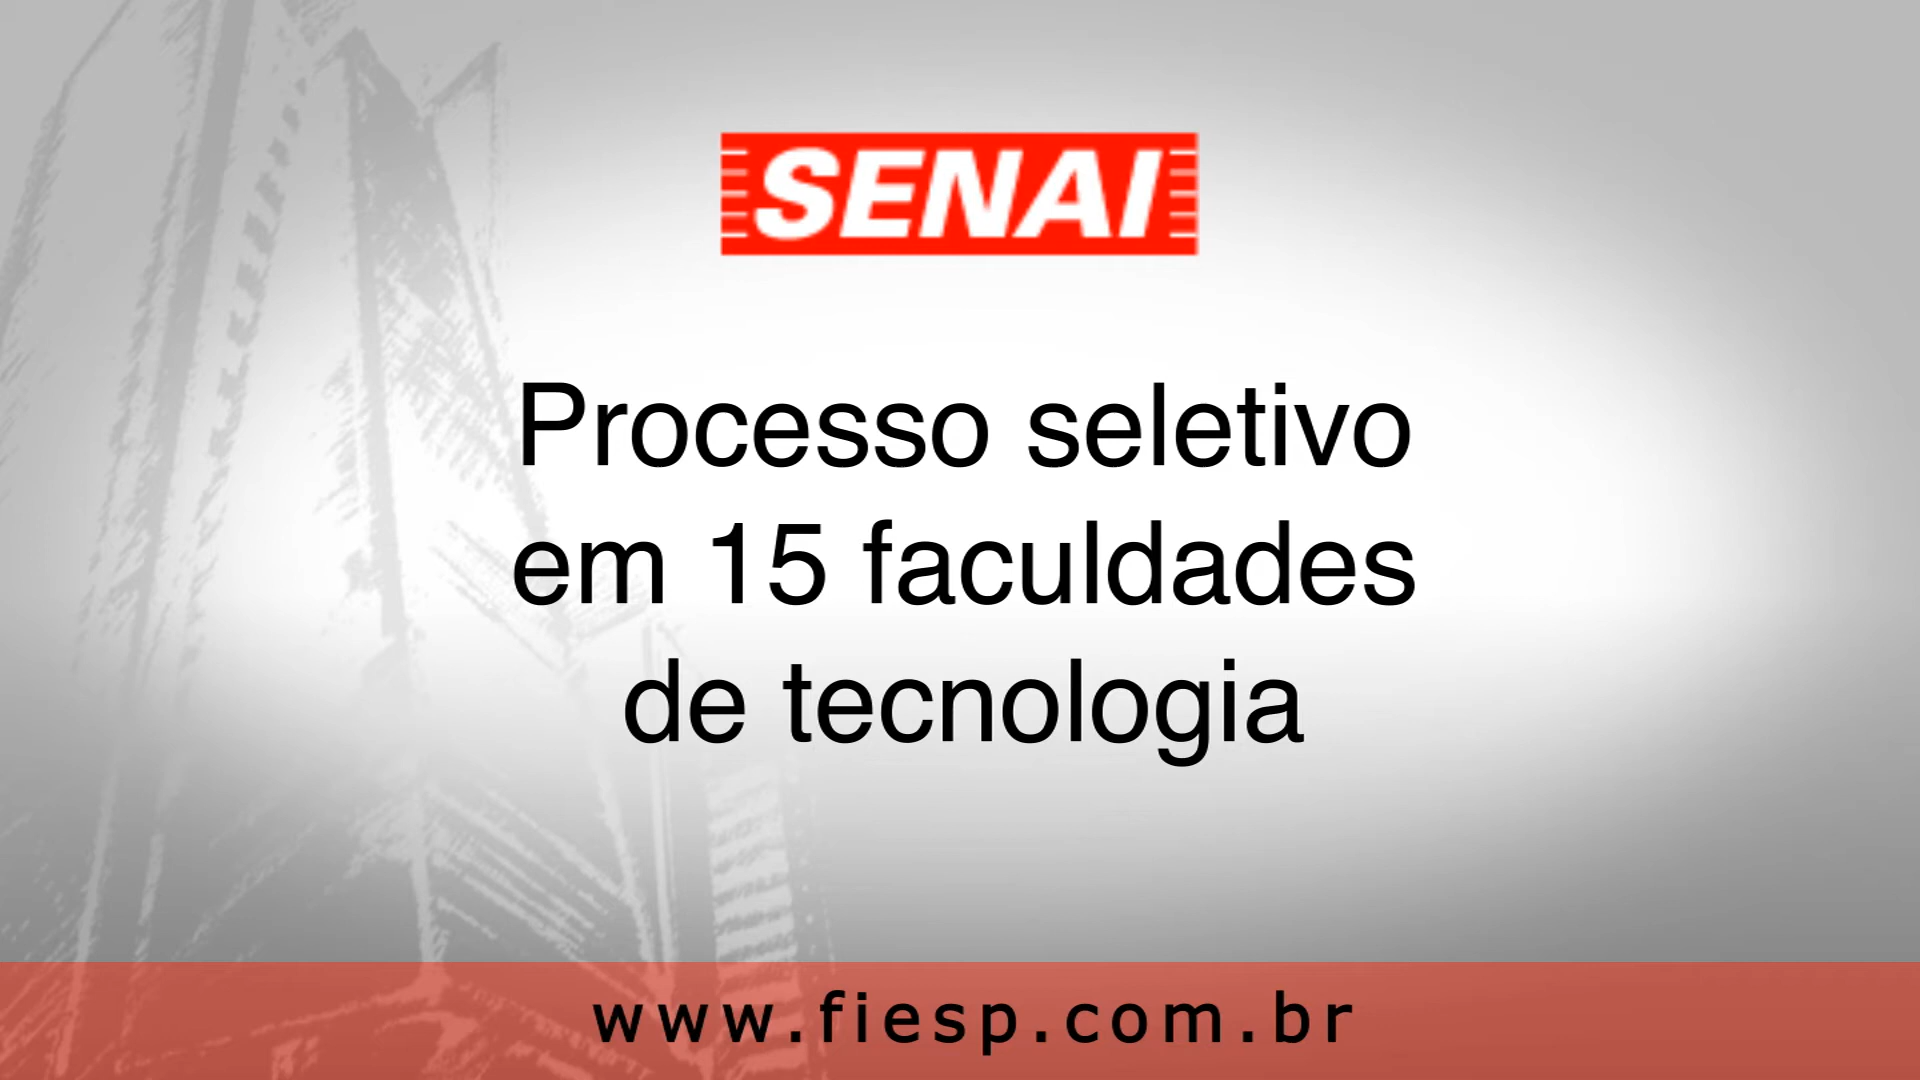 SENAI
Processo seletivo
em 15 faculdades
de tecnologia
www.fiesp.com.br